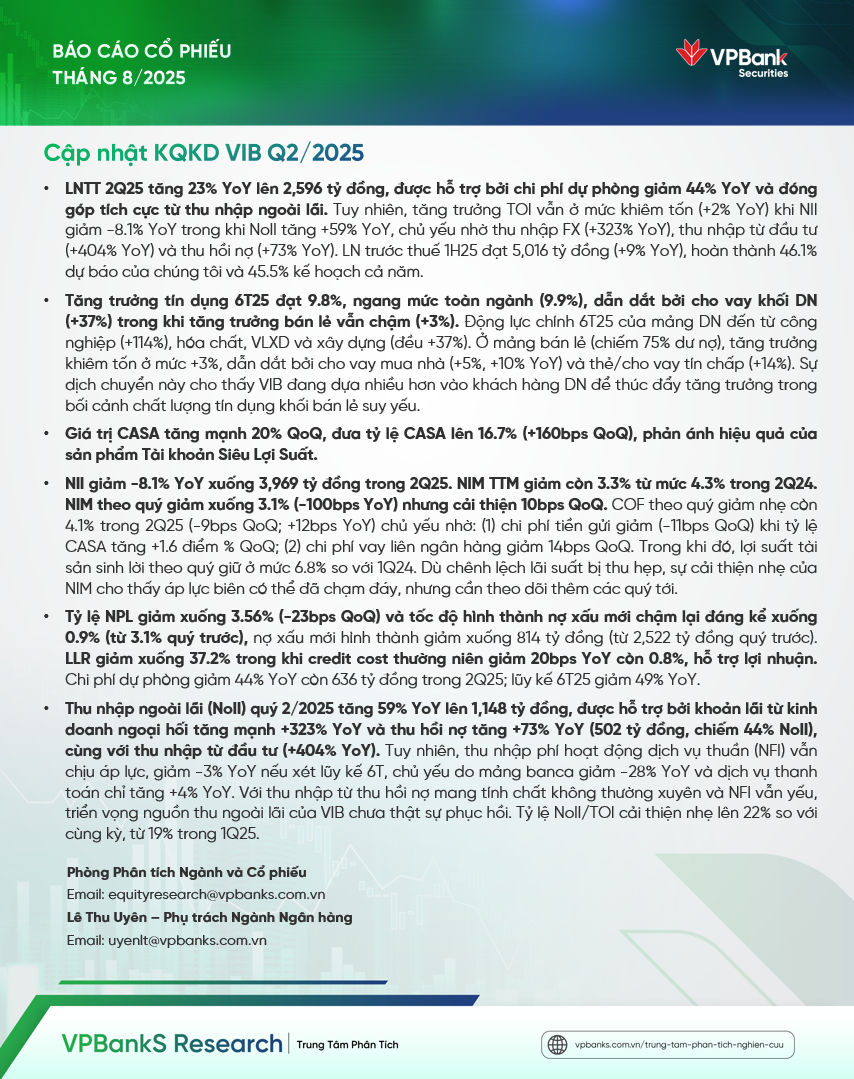 BÁO CÁO CỔ PHIẾU
THÁNG 8/2025
VPBank
Securities
Cập nhật KQKD VIB Q2/2025
• LNTT 2Q25 tăng 23% YoY lên 2,596 tỷ đồng, được hỗ trợ bởi chi phí dự phòng giảm 44% YoY và đóng
góp tích cực từ thu nhập ngoài lãi. Tuy nhiên, tăng trưởng TOI vẫn ở mức khiêm tốn (+2% YoY) khi NII
giảm -8.1% YoY trong khi NoII tăng +59% YoY, chủ yếu nhờ thu nhập FX (+323% YoY), thu nhập từ đầu tư
(+404% YoY) và thu hồi nợ (+73% YoY). LN trước thuế 1H25 đạt 5,016 tỷ đồng (+9% YoY), hoàn thành 46.1%
dự báo của chúng tôi và 45.5% kế hoạch cả năm.
• Tăng trưởng tín dụng 6T25 đạt 9.8%, ngang mức toàn ngành (9.9%), dẫn dắt bởi cho vay khối DN
(+37%) trong khi tăng trưởng bán lẻ vẫn chậm (+3%). Động lực chính 6T25 của mảng DN đến từ công
nghiệp (+114%), hóa chất, VLXD và xây dựng (đều +37%). Ở mảng bán lẻ (chiếm 75% dư nợ), tăng trưởng
khiêm tốn ở mức +3%, dẫn dắt bởi cho vay mua nhà (+5%, +10% YoY) và thẻ/cho vay tín chấp (+14%). Sự
dịch chuyển này cho thấy VIB đang dựa nhiều hơn vào khách hàng DN để thúc đẩy tăng trưởng trong
bối cảnh chất lượng tín dụng khối bán lẻ suy yếu.
• Giá trị CASA tăng mạnh 20% QoQ, đưa tỷ lệ CASA lên 16.7% (+160bps QoQ), phản ánh hiệu quả của
sản phẩm Tài khoản Siêu Lợi Suất.
• NII giảm -8.1% YoY xuống 3,969 tỷ đồng trong 2Q25. NIM TTM giảm còn 3.3% từ mức 4.3% trong 2Q24.
NIM theo quý giảm xuống 3.1% (-100bps YoY) nhưng cải thiện 10bps QoQ. COF theo quý giảm nhẹ còn
4.1% trong 2Q25 (-9bps QoQ; +12bps YoY) chủ yếu nhờ: (1) chi phí tiền gửi giảm (-11bps QoQ) khi tỷ lệ
CASA tăng +1.6 điểm % QoQ; (2) chi phí vay liên ngân hàng giảm 14bps QoQ. Trong khi đó, lợi suất tài
sản sinh lời theo quý giữ ở mức 6.8% so với 1Q24. Dù chênh lệch lãi suất bị thu hẹp, sự cải thiện nhẹ của
NIM cho thấy áp lực biên có thể đã chạm đáy, nhưng cần theo dõi thêm các quý tới.
• Tỷ lệ NPL giảm xuống 3.56% (-23bps QoQ) và tốc độ hình thành nợ xấu mới chậm lại đáng kể xuống
0.9% (từ 3.1% quý trước), nợ xấu mới hình thành giảm xuống 814 tỷ đồng (từ 2,522 tỷ đồng quý trước).
LLR giảm xuống 37.2% trong khi credit cost thường niên giảm 20bps YoY còn 0.8%, hỗ trợ lợi nhuận.
Chi phí dự phòng giảm 44% YoY còn 636 tỷ đồng trong 2Q25; lũy kế 6T25 giảm 49% YoY.
• Thu nhập ngoài lãi (NoII) quý 2/2025 tăng 59% YoY lên 1,148 tỷ đồng, được hỗ trợ bởi khoản lãi từ kinh
doanh ngoại hối tăng mạnh +323% YoY và thu hồi nợ tăng +73% YoY (502 tỷ đồng, chiếm 44% NoII),
cùng với thu nhập từ đầu tư (+404% YoY). Tuy nhiên, thu nhập phí hoạt động dịch vụ thuần (NFI) vẫn
chịu áp lực, giảm -3% YoY nếu xét lũy kế 6T, chủ yếu do mảng banca giảm -28% YoY và dịch vụ thanh
toán chỉ tăng +4% YoY. Với thu nhập từ thu hồi nợ mang tính chất không thường xuyên và NFI vẫn yếu,
triển vọng nguồn thu ngoài lãi của VIB chưa thật sự phục hồi. Tỷ lệ NoII/TOI cải thiện nhẹ lên 22% so với
cùng kỳ, từ 19% trong 1Q25.
Phòng Phân tích Ngành và Cổ phiếu
Email: equityresearch@vpbanks.com.vn
Lê Thu Uyên – Phụ trách Ngành Ngân hàng
Email: uyenlt@vpbanks.com.vn
VPBankS Research | Trung Tâm Phân Tích
vpbanks.com.vn/trung-tam-phan-tich-nghien-cuu